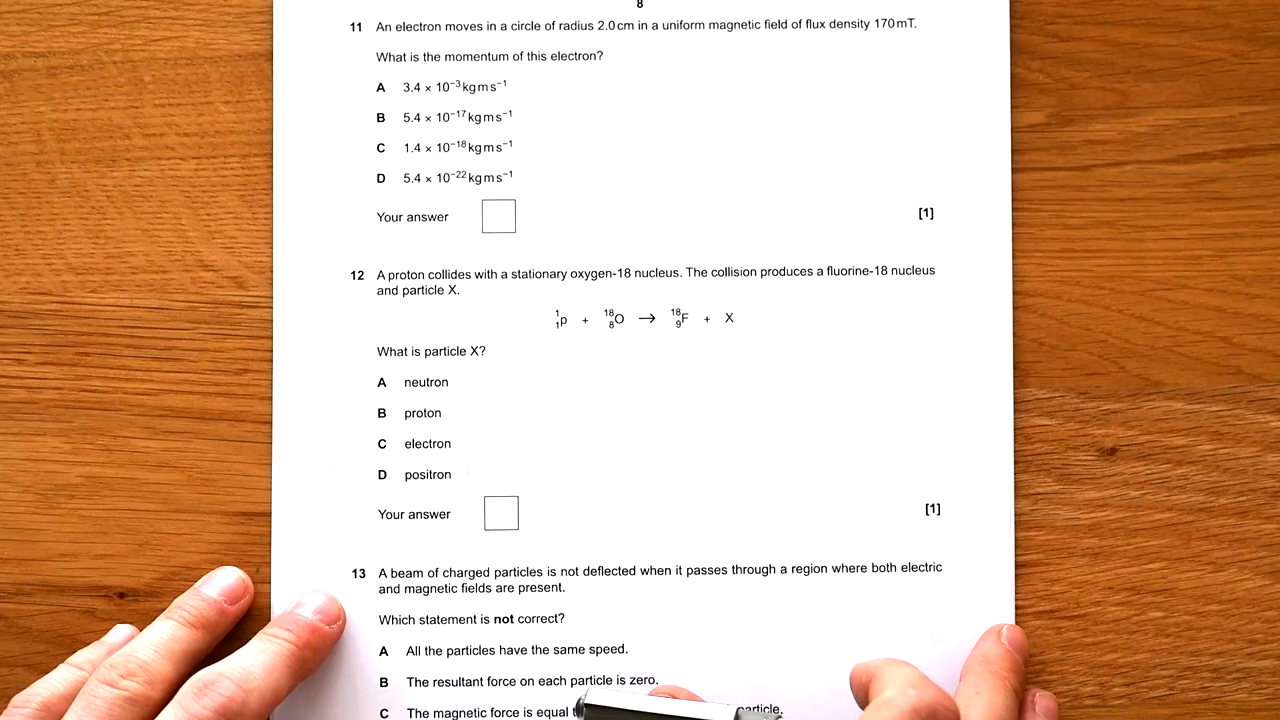 8
11 An electron moves in a circle of radius 2.0 cm in a uniform magnetic field of flux density 170 mT.
What is the momentum of this electron?
A 3.4 × 10⁻³ kg m s⁻¹
B 5.4 × 10⁻¹⁷ kg m s⁻¹
C 1.4 × 10⁻¹⁸ kg m s⁻¹
D 5.4 × 10⁻²² kg m s⁻¹
Your answer [1]
12 A proton collides with a stationary oxygen-18 nucleus. The collision produces a fluorine-18 nucleus
and particle X.
¹₁p + ¹⁸₈O → ¹⁸₉F + X
What is particle X?
A neutron
B proton
C electron
D positron
Your answer [1]
13 A beam of charged particles is not deflected when it passes through a region where both electric
and magnetic fields are present.
Which statement is not correct?
A All the particles have the same speed.
B The resultant force on each particle is zero.
C The magnetic force is equal